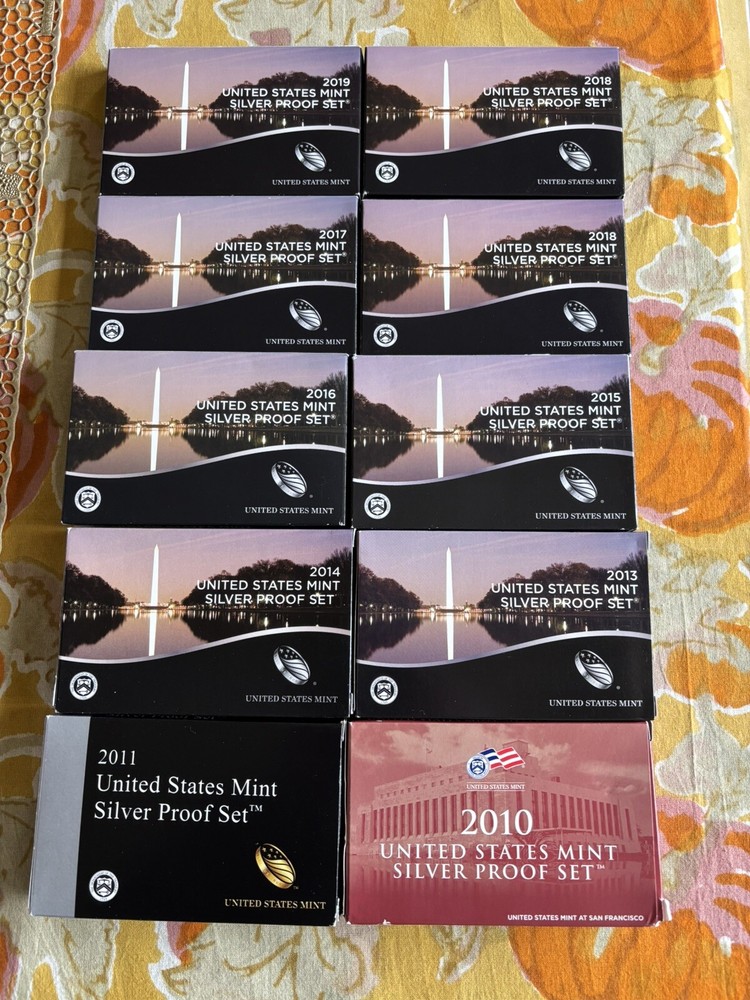 2019
UNITED STATES MINT
SILVER PROOF SET®
UNITED STATES MINT
2018
UNITED STATES MINT
SILVER PROOF SET®
UNITED STATES MINT
2017
UNITED STATES MINT
SILVER PROOF SET®
UNITED STATES MINT
2018
UNITED STATES MINT
SILVER PROOF SET®
UNITED STATES MINT
2016
UNITED STATES MINT
SILVER PROOF SET®
UNITED STATES MINT
2015
UNITED STATES MINT
SILVER PROOF SET®
UNITED STATES MINT
2014
UNITED STATES MINT
SILVER PROOF SET
UNITED STATES MINT
2013
UNITED STATES MINT
SILVER PROOF SET®
UNITED STATES MINT
2011
United States Mint
Silver Proof Set™
UNITED STATES MINT
UNITED STATES MINT
2010
UNITED STATES MINT
SILVER PROOF SET™
UNITED STATES MINT AT SAN FRANCISCO